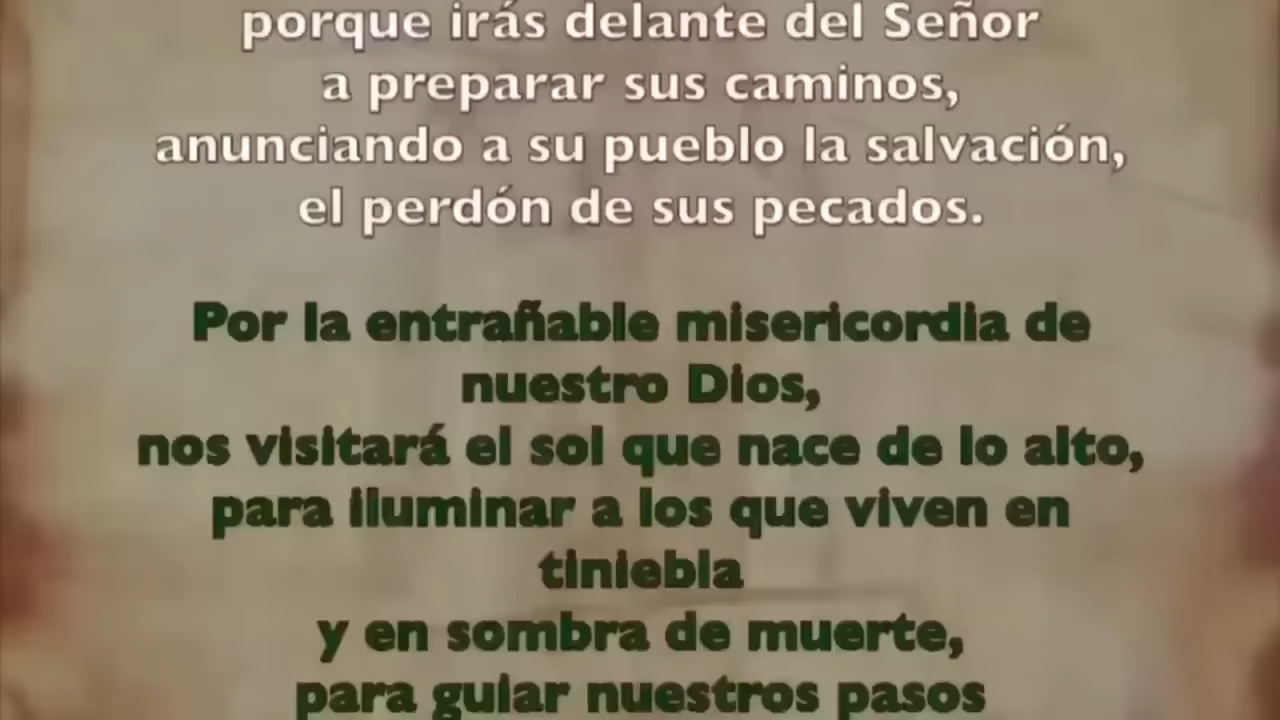 porque irás delante del Señor
a preparar sus caminos,
anunciando a su pueblo la salvación,
el perdón de sus pecados.
Por la entrañable misericordia de
nuestro Dios,
nos visitará el sol que nace de lo alto,
para iluminar a los que viven en
tiniebla
y en sombra de muerte,
para guiar nuestros pasos